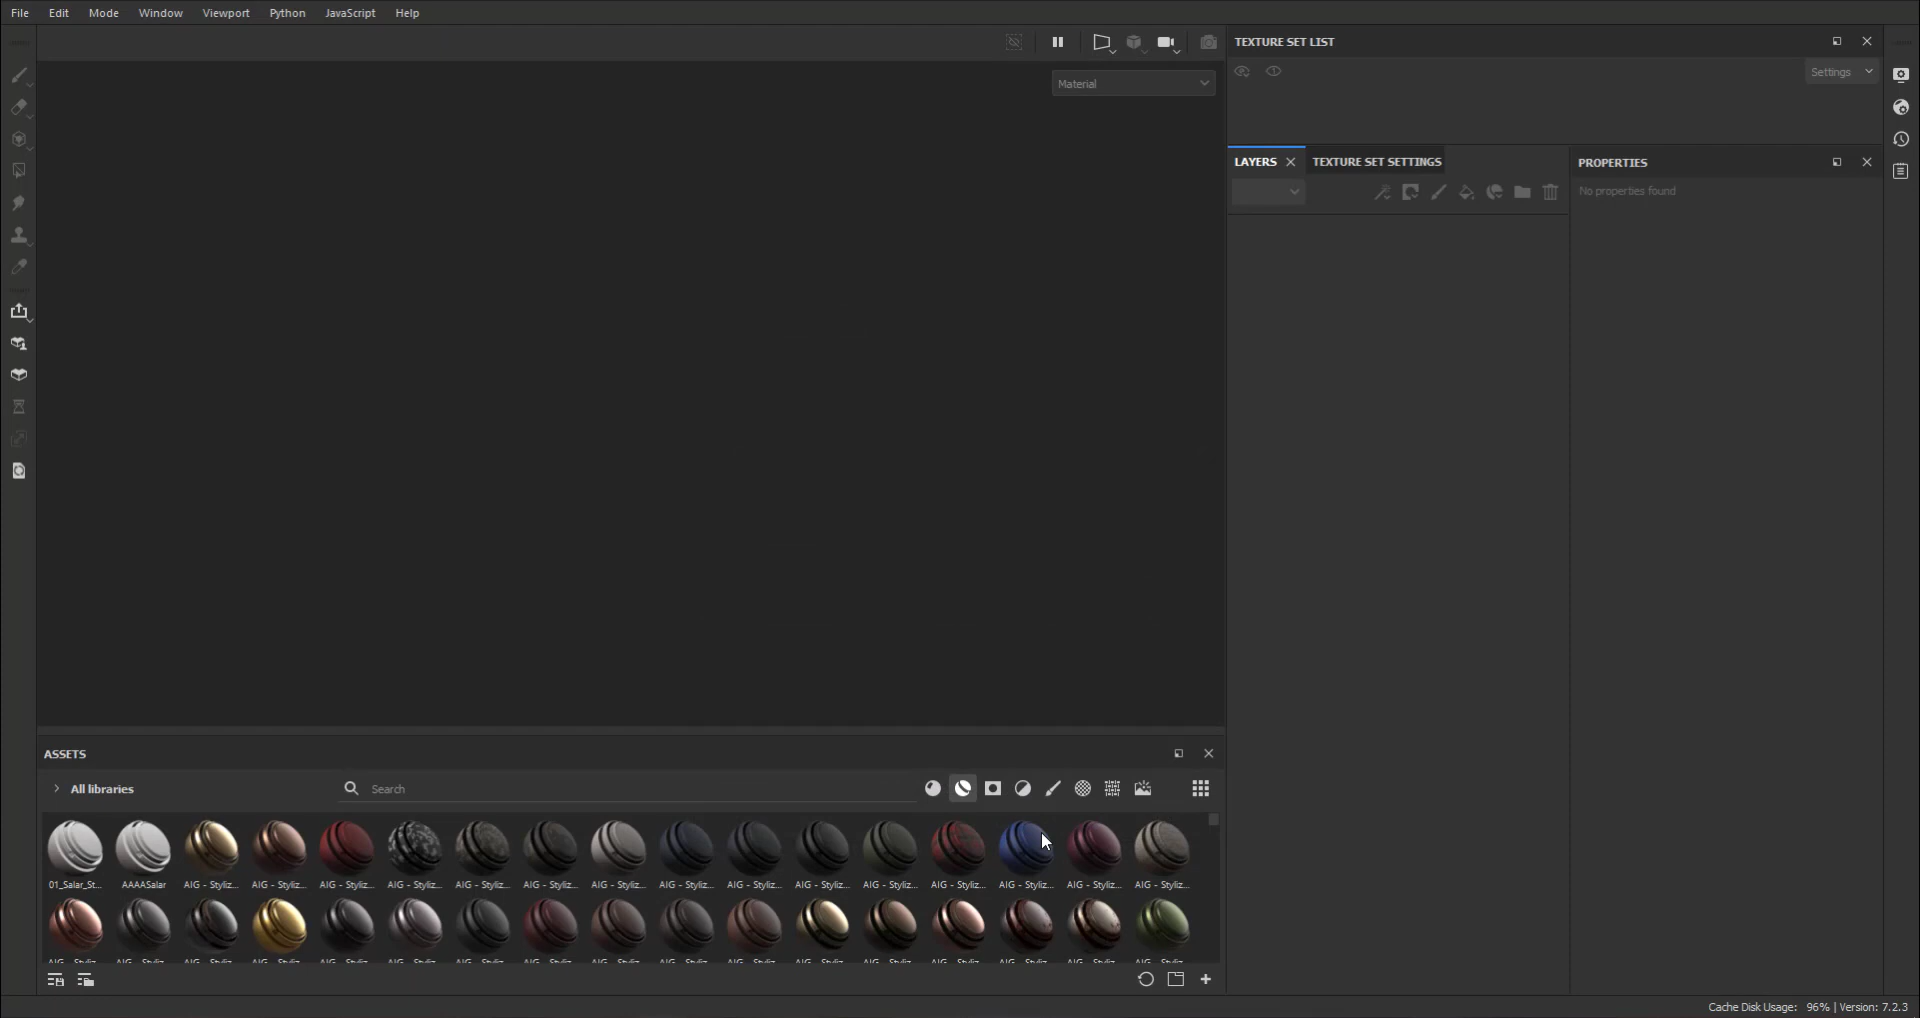 File Edit Mode Window Viewport Python JavaScript Help
TEXTURE SET LIST
Settings
Material
LAYERS TEXTURE SET SETTINGS
PROPERTIES
No properties found
ASSETS
All libraries
Search
01_Salar_St... AAAASalar AIG - Styliz... AIG - Styliz... AIG - Styliz... AIG - Styliz... AIG - Styliz... AIG - Styliz... AIG - Styliz... AIG - Styliz... AIG - Styliz... AIG - Styliz... AIG - Styliz... AIG - Styliz... AIG - Styliz... AIG - Styliz... AIG - Styliz...
Cache Disk Usage: 96% | Version: 7.2.3